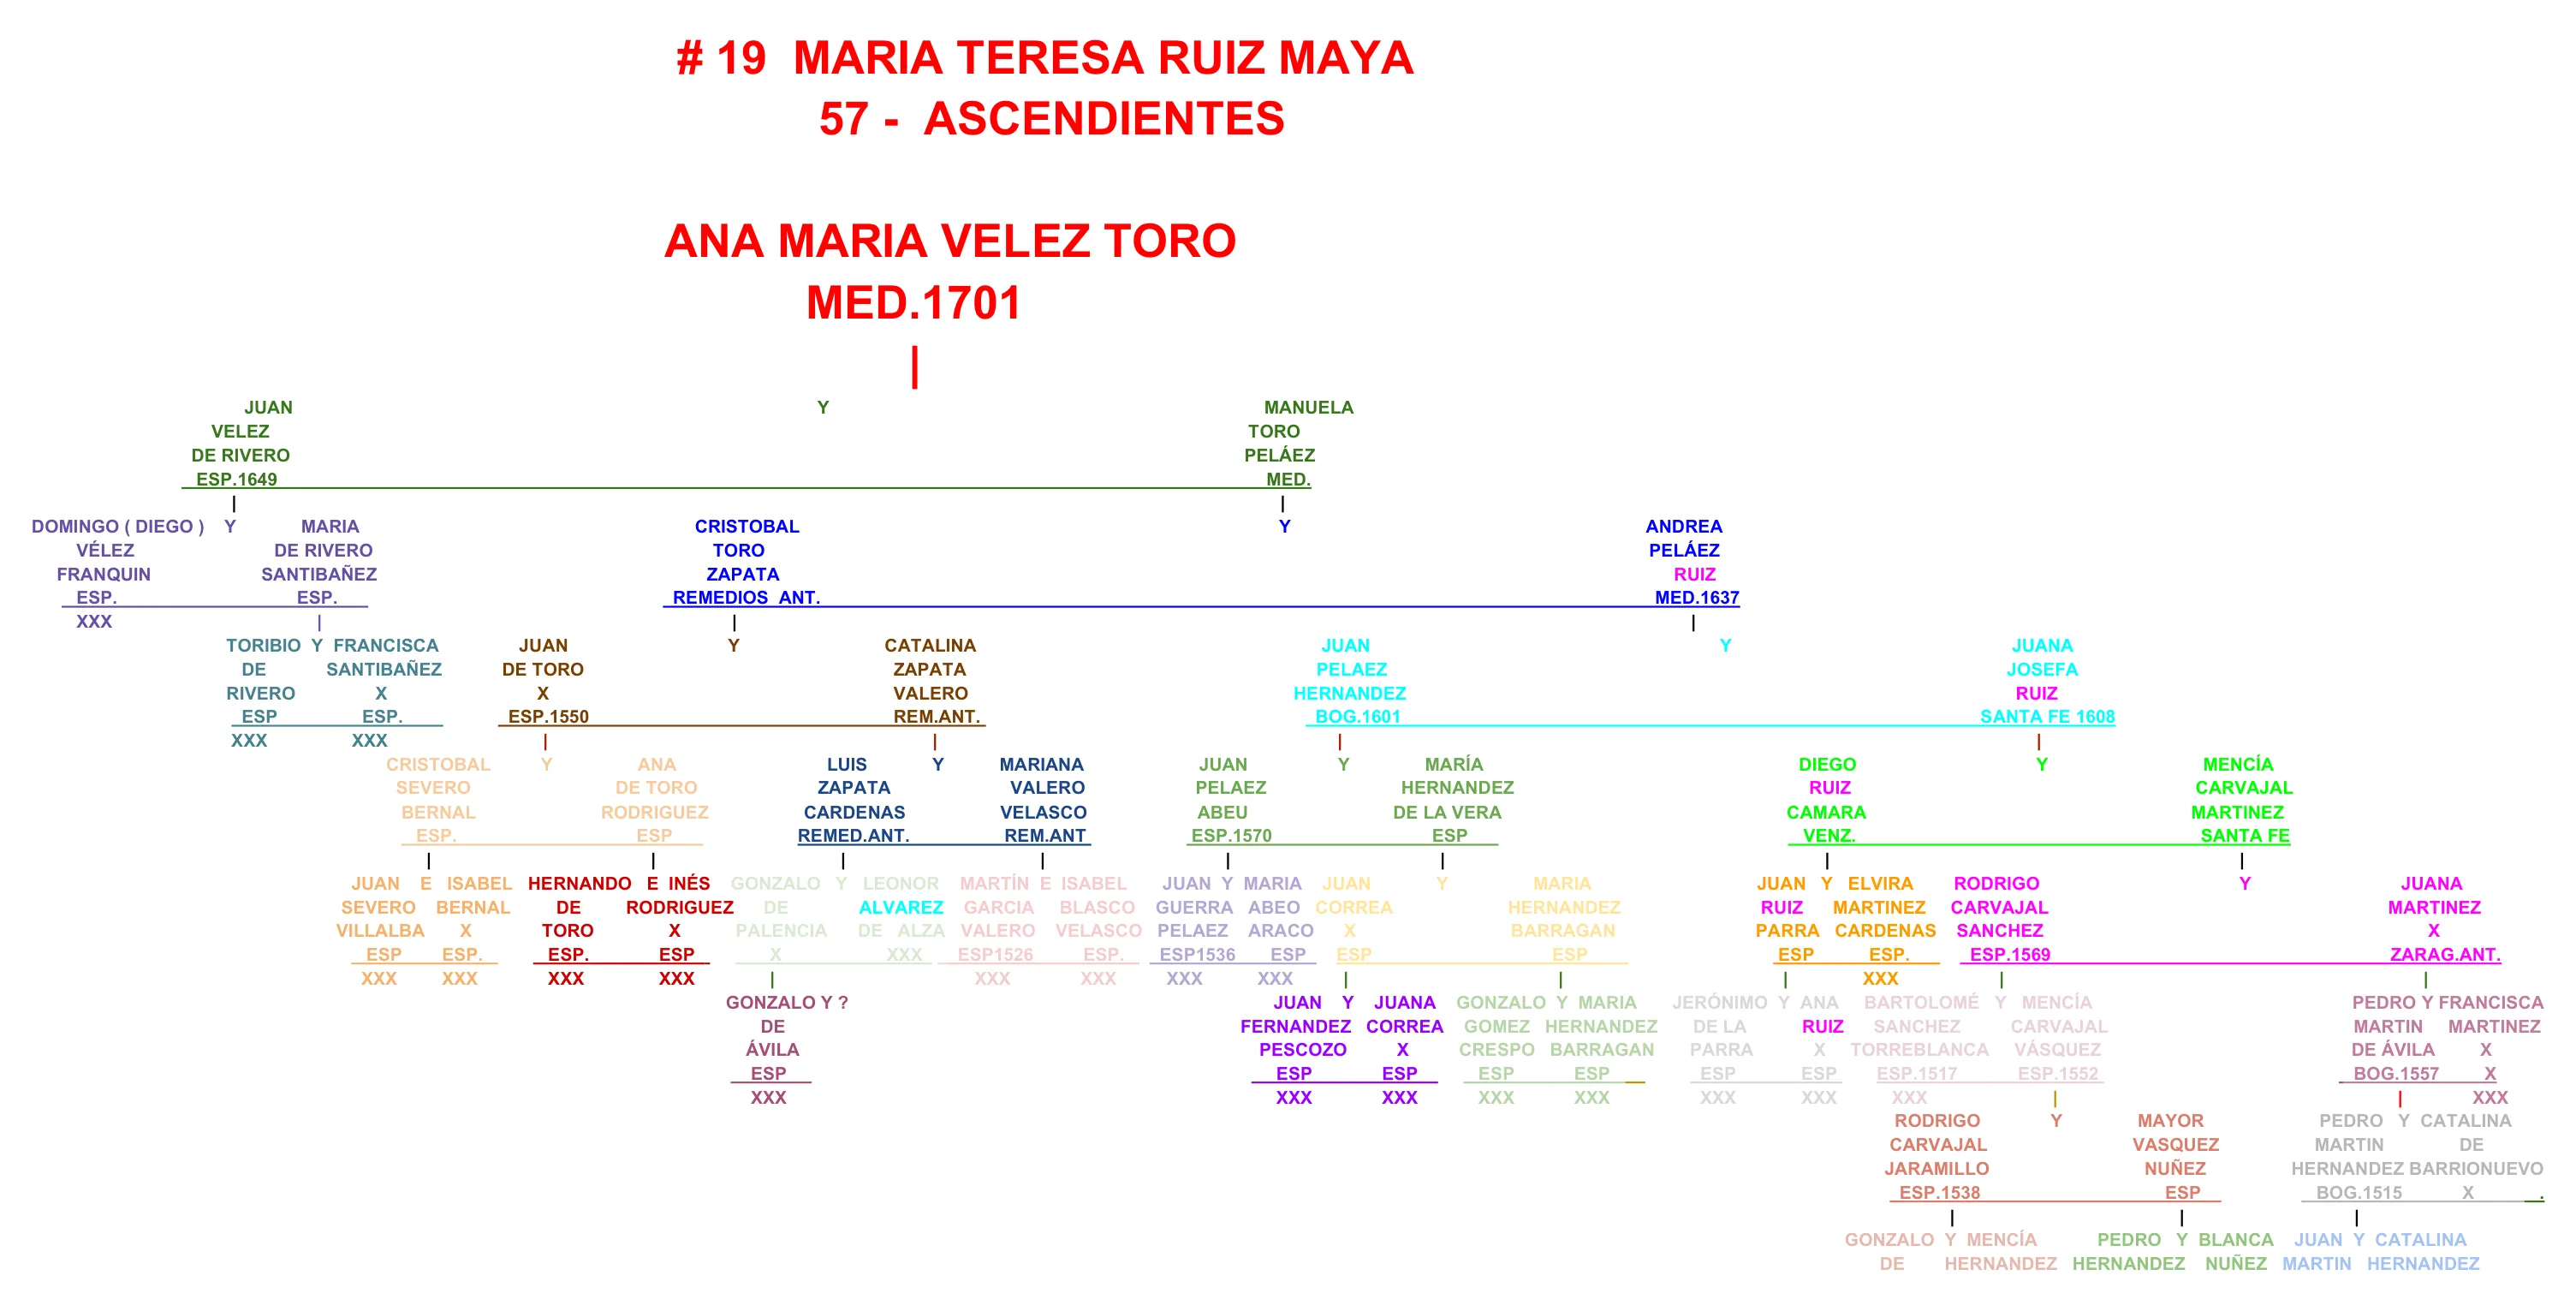 # 19 MARIA TERESA RUIZ MAYA
57 - ASCENDIENTES
ANA MARIA VELEZ TORO
MED.1701
JUAN Y MANUELA
VELEZ TORO
DE RIVERO PELÁEZ
ESP.1649 MED.
DOMINGO ( DIEGO ) Y MARIA CRISTOBAL Y ANDREA
VÉLEZ DE RIVERO TORO PELÁEZ
FRANQUIN SANTIBAÑEZ ZAPATA RUIZ
ESP. ESP. REMEDIOS ANT. MED.1637
XXX
TORIBIO Y FRANCISCA JUAN Y CATALINA JUAN Y JUANA
DE SANTIBAÑEZ DE TORO ZAPATA PELAEZ JOSEFA
RIVERO X X VALERO HERNANDEZ RUIZ
ESP ESP. ESP.1550 REM.ANT. BOG.1601 SANTA FE 1608
XXX XXX
CRISTOBAL Y ANA LUIS Y MARIANA JUAN Y MARÍA DIEGO Y MENCÍA
SEVERO DE TORO ZAPATA VALERO PELAEZ HERNANDEZ RUIZ CARVAJAL
BERNAL RODRIGUEZ CARDENAS VELASCO ABEU DE LA VERA CAMARA MARTINEZ
ESP. ESP REMED.ANT. REM.ANT ESP.1570 ESP VENZ. SANTA FE
JUAN E ISABEL HERNANDO E INÉS GONZALO Y LEONOR MARTÍN E ISABEL JUAN Y MARIA JUAN Y MARIA JUAN Y ELVIRA RODRIGO Y JUANA
SEVERO BERNAL DE RODRIGUEZ DE ALVAREZ GARCIA BLASCO GUERRA ABEO CORREA HERNANDEZ RUIZ MARTINEZ CARVAJAL MARTINEZ
VILLALBA X TORO X PALENCIA DE ALZA VALERO VELASCO PELAEZ ARACO X BARRAGAN PARRA CARDENAS SANCHEZ X
ESP ESP. ESP. ESP X XXX ESP1526 ESP. ESP1536 ESP ESP ESP ESP ESP. ESP.1569 ZARAG.ANT.
XXX XXX XXX XXX XXX XXX XXX XXX XXX
GONZALO Y ? JUAN Y JUANA GONZALO Y MARIA JERÓNIMO Y ANA BARTOLOMÉ Y MENCÍA PEDRO Y FRANCISCA
DE FERNANDEZ CORREA GOMEZ HERNANDEZ DE LA RUIZ SANCHEZ CARVAJAL MARTIN MARTINEZ
ÁVILA PESCOZO X CRESPO BARRAGAN PARRA X TORREBLANCA VÁSQUEZ DE ÁVILA X
ESP ESP ESP ESP ESP ESP ESP ESP.1517 ESP.1552 BOG.1557 X
XXX XXX XXX XXX XXX XXX XXX XXX XXX
RODRIGO Y MAYOR PEDRO Y CATALINA
CARVAJAL VASQUEZ MARTIN DE
JARAMILLO NUÑEZ HERNANDEZ BARRIONUEVO
ESP.1538 ESP BOG.1515 X .
GONZALO Y MENCÍA PEDRO Y BLANCA JUAN Y CATALINA
DE HERNANDEZ HERNANDEZ NUÑEZ MARTIN HERNANDEZ